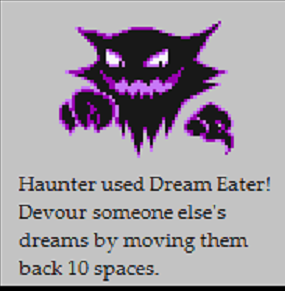 Haunter used Dream Eater!
Devour someone else's
dreams by moving them
back 10 spaces.